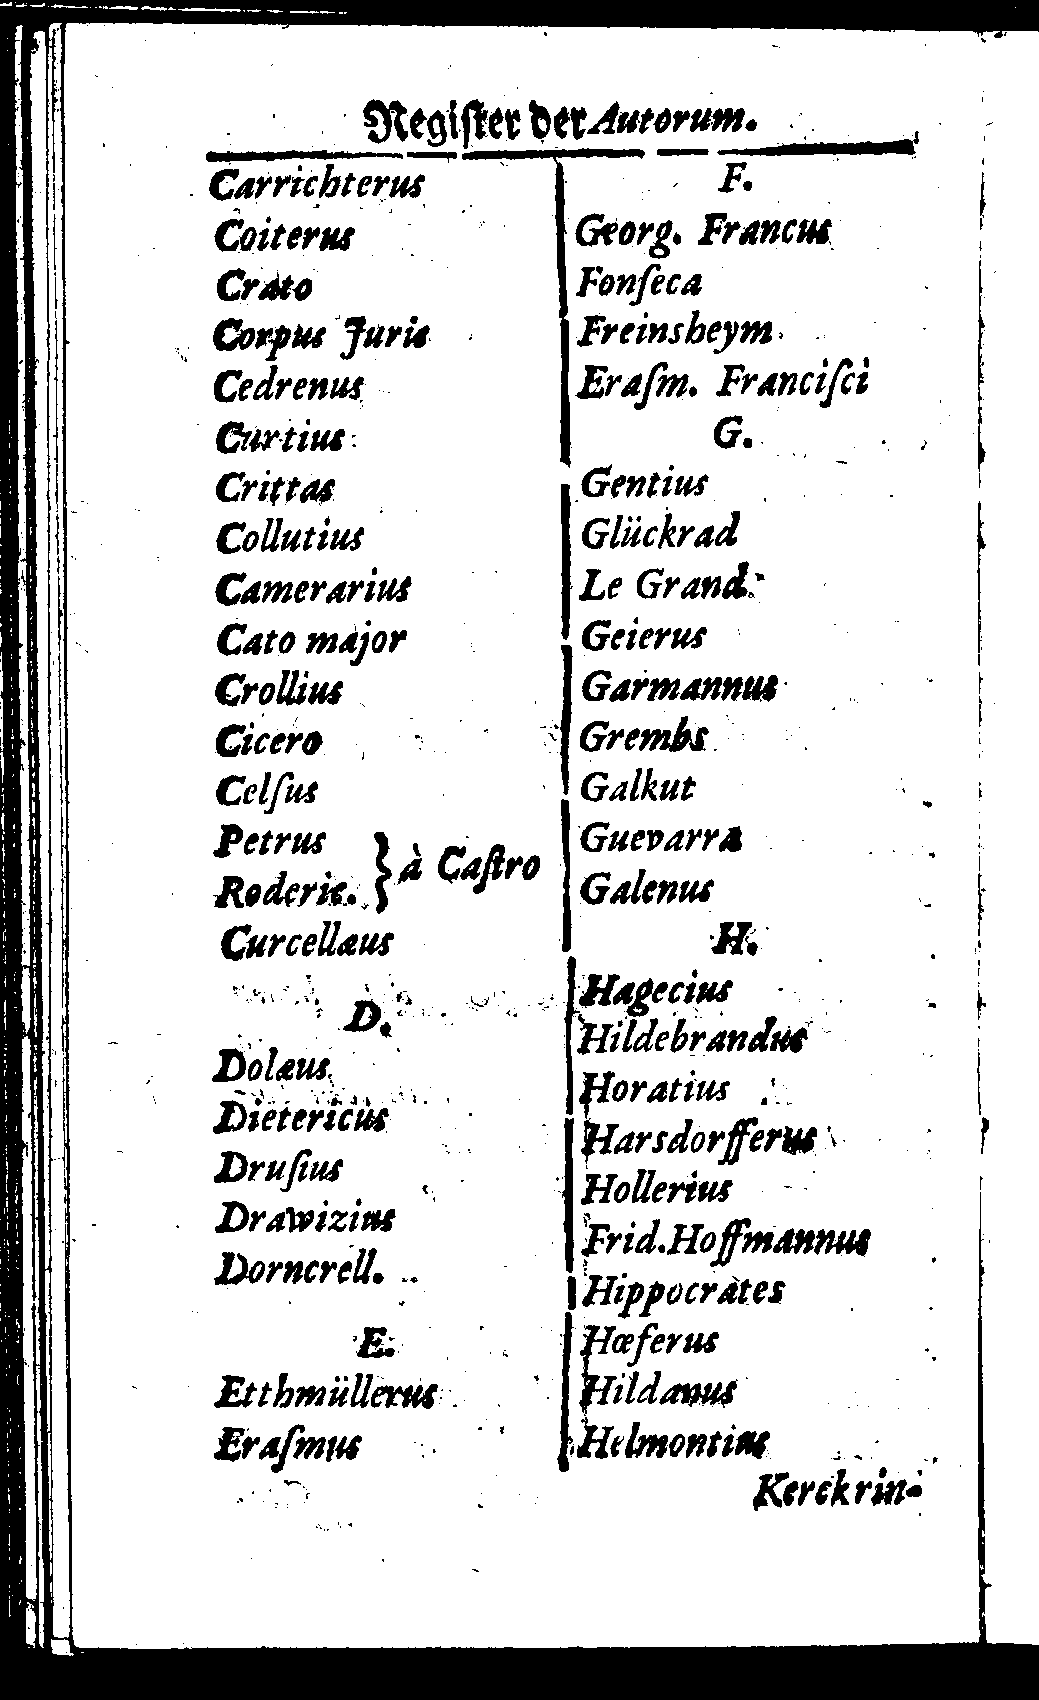 Regiſter der Autorum.
Carrichterus
Coiterus
Crato
Corpus Juris
Cedrenus
Curtius
Crittas
Collutius
Camerarius
Cato major
Crollius
Cicero
Celſus
Petrus
Roderic. } à Caſtro
Curcellæus
D.
Dolæus
Dietericus
Druſius
Drawizius
Dorncrell.
E.
Etthmüllerus
Eraſmus
F.
Georg. Francus
Fonſeca
Freinsheym
Eraſm. Franciſci
G.
Gentius
Glückrad
Le Grand
Geierus
Garmannus
Grembs
Galkut
Guevarra
Galenus
H.
Hagecius
Hildebrandus
Horatius
Harsdorfferus
Hollerius
Frid. Hoffmannus
Hippocrates
Hœferus
Hildanus
Helmontius
Kerckrin-